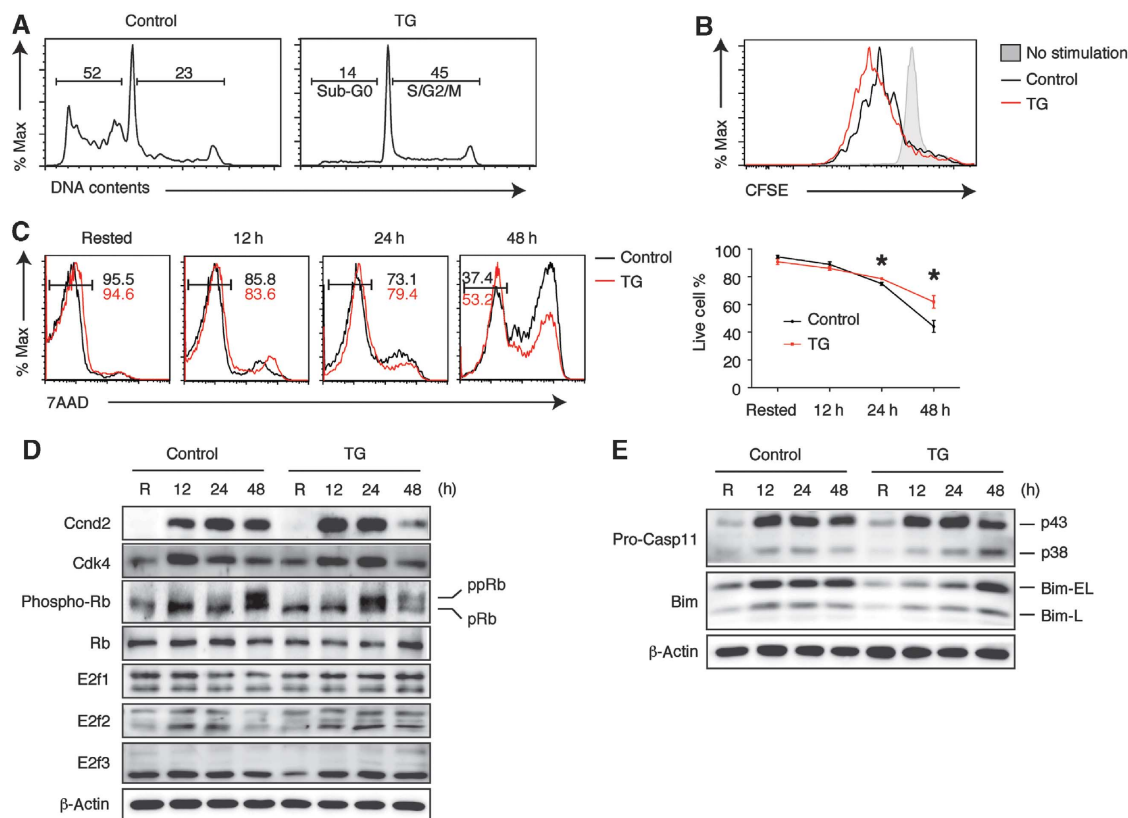 A
Control
TG
52
23
14
Sub-G0
45
S/G2/M
% Max
DNA contents
B
No stimulation
Control
TG
% Max
CFSE
C
Rested
12 h
24 h
48 h
Control
TG
95.5
94.6
85.8
83.6
73.1
79.4
37.4
53.2
% Max
7AAD
Live cell %
100
80
60
40
20
0
*
*
Control
TG
Rested 12 h 24 h 48 h
D
Control TG
R 12 24 48 R 12 24 48 (h)
Ccnd2
Cdk4
Phospho-Rb
ppRb
pRb
Rb
E2f1
E2f2
E2f3
β-Actin
E
Control TG
R 12 24 48 R 12 24 48 (h)
Pro-Casp11
p43
p38
Bim
Bim-EL
Bim-L
β-Actin